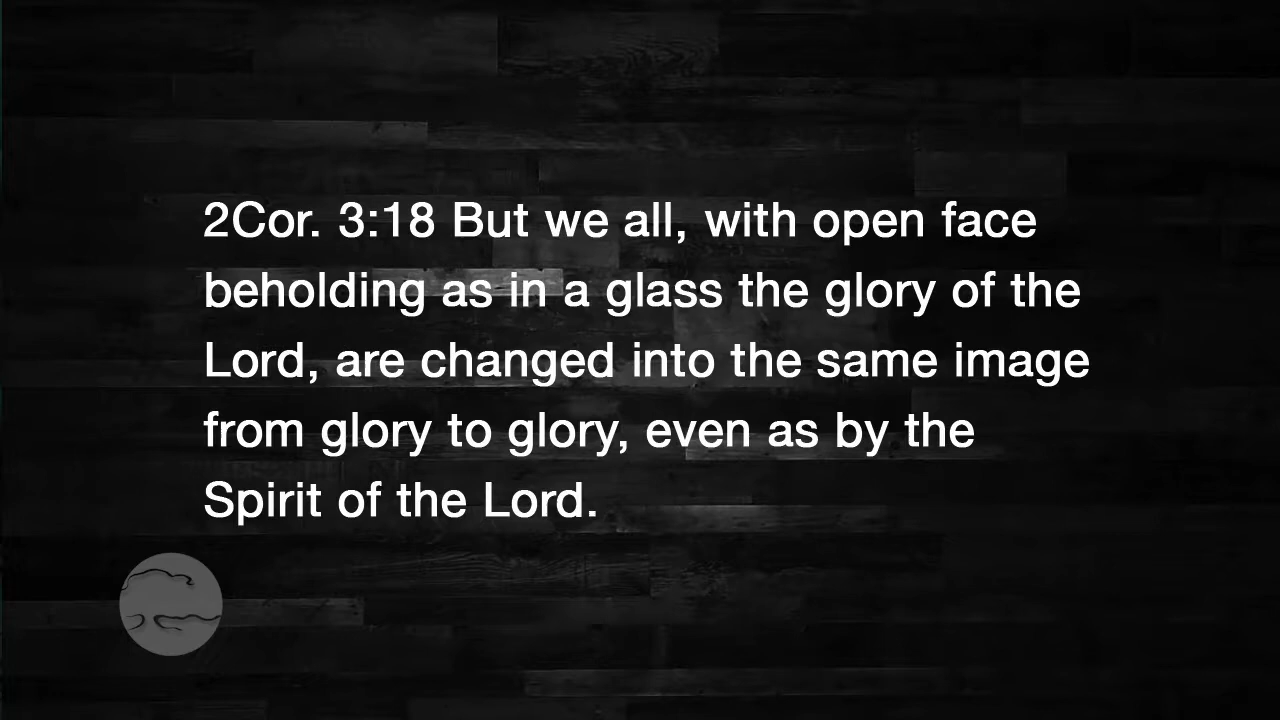 2Cor. 3:18 But we all, with open face
beholding as in a glass the glory of the
Lord, are changed into the same image
from glory to glory, even as by the
Spirit of the Lord.